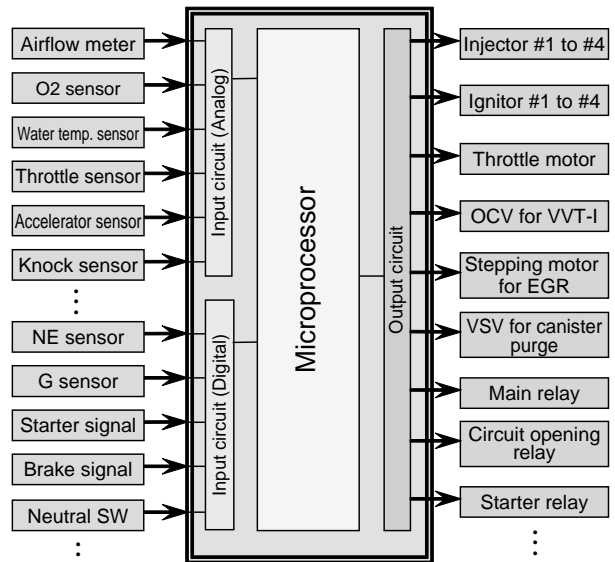 Airflow meter
O2 sensor
Water temp. sensor
Throttle sensor
Accelerator sensor
Knock sensor
NE sensor
G sensor
Starter signal
Brake signal
Neutral SW
Input circuit (Analog)
Input circuit (Digital)
Microprocessor
Output circuit
Injector #1 to #4
Ignitor #1 to #4
Throttle motor
OCV for VVT-I
Stepping motor
for EGR
VSV for canister
purge
Main relay
Circuit opening
relay
Starter relay